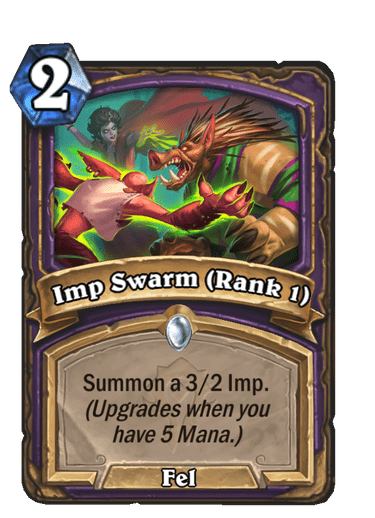 2
Imp Swarm (Rank 1)
Summon a 3/2 Imp.
(Upgrades when you
have 5 Mana.)
Fel